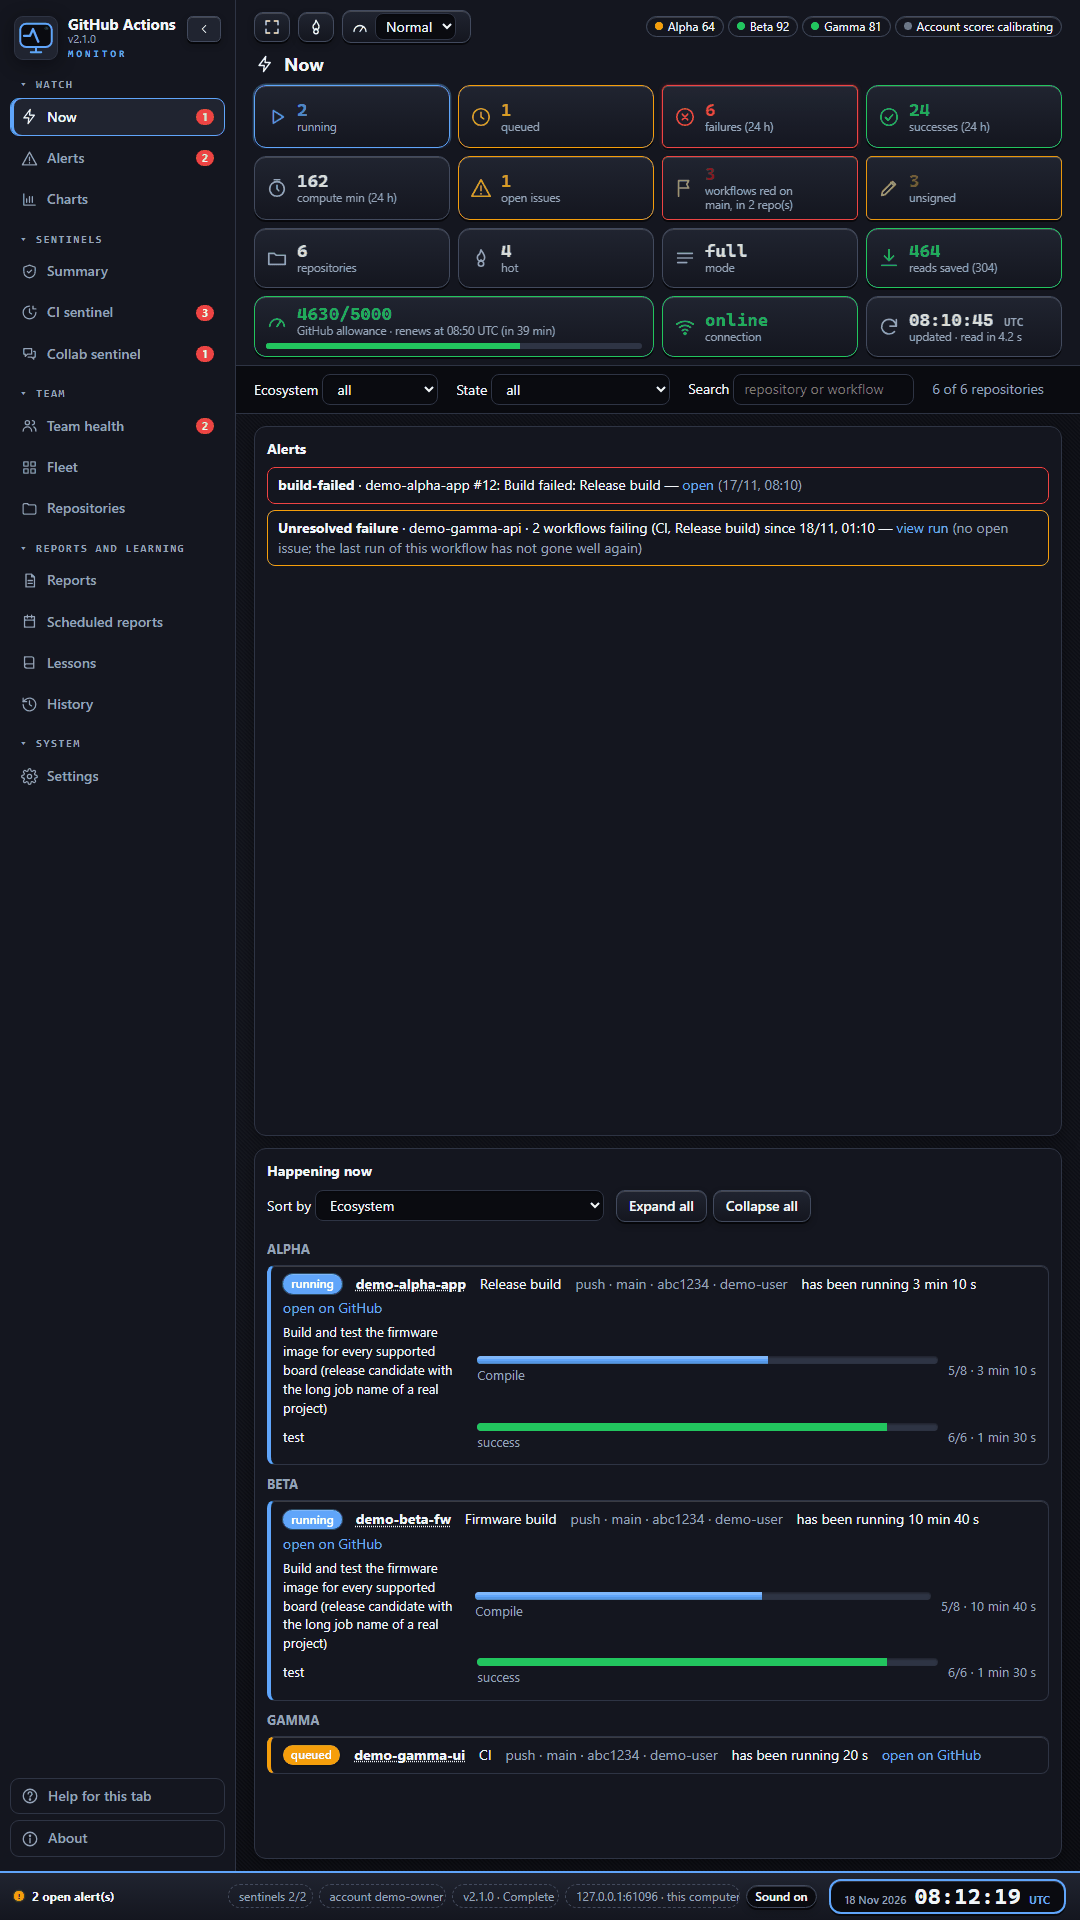 GitHub Actions
v2.1.0
MONITOR
WATCH
Now 1
Alerts 2
Charts
SENTINELS
Summary
CI sentinel 3
Collab sentinel 1
TEAM
Team health 2
Fleet
Repositories
REPORTS AND LEARNING
Reports
Scheduled reports
Lessons
History
SYSTEM
Settings
Help for this tab
About
Normal
Alpha 64
Beta 92
Gamma 81
Account score: calibrating
Now
2
running
1
queued
6
failures (24 h)
24
successes (24 h)
162
compute min (24 h)
1
open issues
3
workflows red on
main, in 2 repo(s)
3
unsigned
6
repositories
4
hot
full
mode
464
reads saved (304)
4630/5000
GitHub allowance · renews at 08:50 UTC (in 39 min)
online
connection
08:10:45 UTC
updated · read in 4.2 s
Ecosystem all
State all
Search repository or workflow
6 of 6 repositories
Alerts
build-failed · demo-alpha-app #12: Build failed: Release build — open (17/11, 08:10)
Unresolved failure · demo-gamma-api · 2 workflows failing (CI, Release build) since 18/11, 01:10 — view run (no open
issue; the last run of this workflow has not gone well again)
Happening now
Sort by Ecosystem Expand all Collapse all
ALPHA
running demo-alpha-app Release build push · main · abc1234 · demo-user has been running 3 min 10 s
open on GitHub
Build and test the firmware
image for every supported
board (release candidate with
the long job name of a real
project)
Compile
5/8 · 3 min 10 s
test
success
6/6 · 1 min 30 s
BETA
running demo-beta-fw Firmware build push · main · abc1234 · demo-user has been running 10 min 40 s
open on GitHub
Build and test the firmware
image for every supported
board (release candidate with
the long job name of a real
project)
Compile
5/8 · 10 min 40 s
test
success
6/6 · 1 min 30 s
GAMMA
queued demo-gamma-ui CI push · main · abc1234 · demo-user has been running 20 s open on GitHub
2 open alert(s)
sentinels 2/2
account demo-owner
v2.1.0 · Complete
127.0.0.1:61096 · this computer
Sound on
18 Nov 2026 08:12:19 UTC